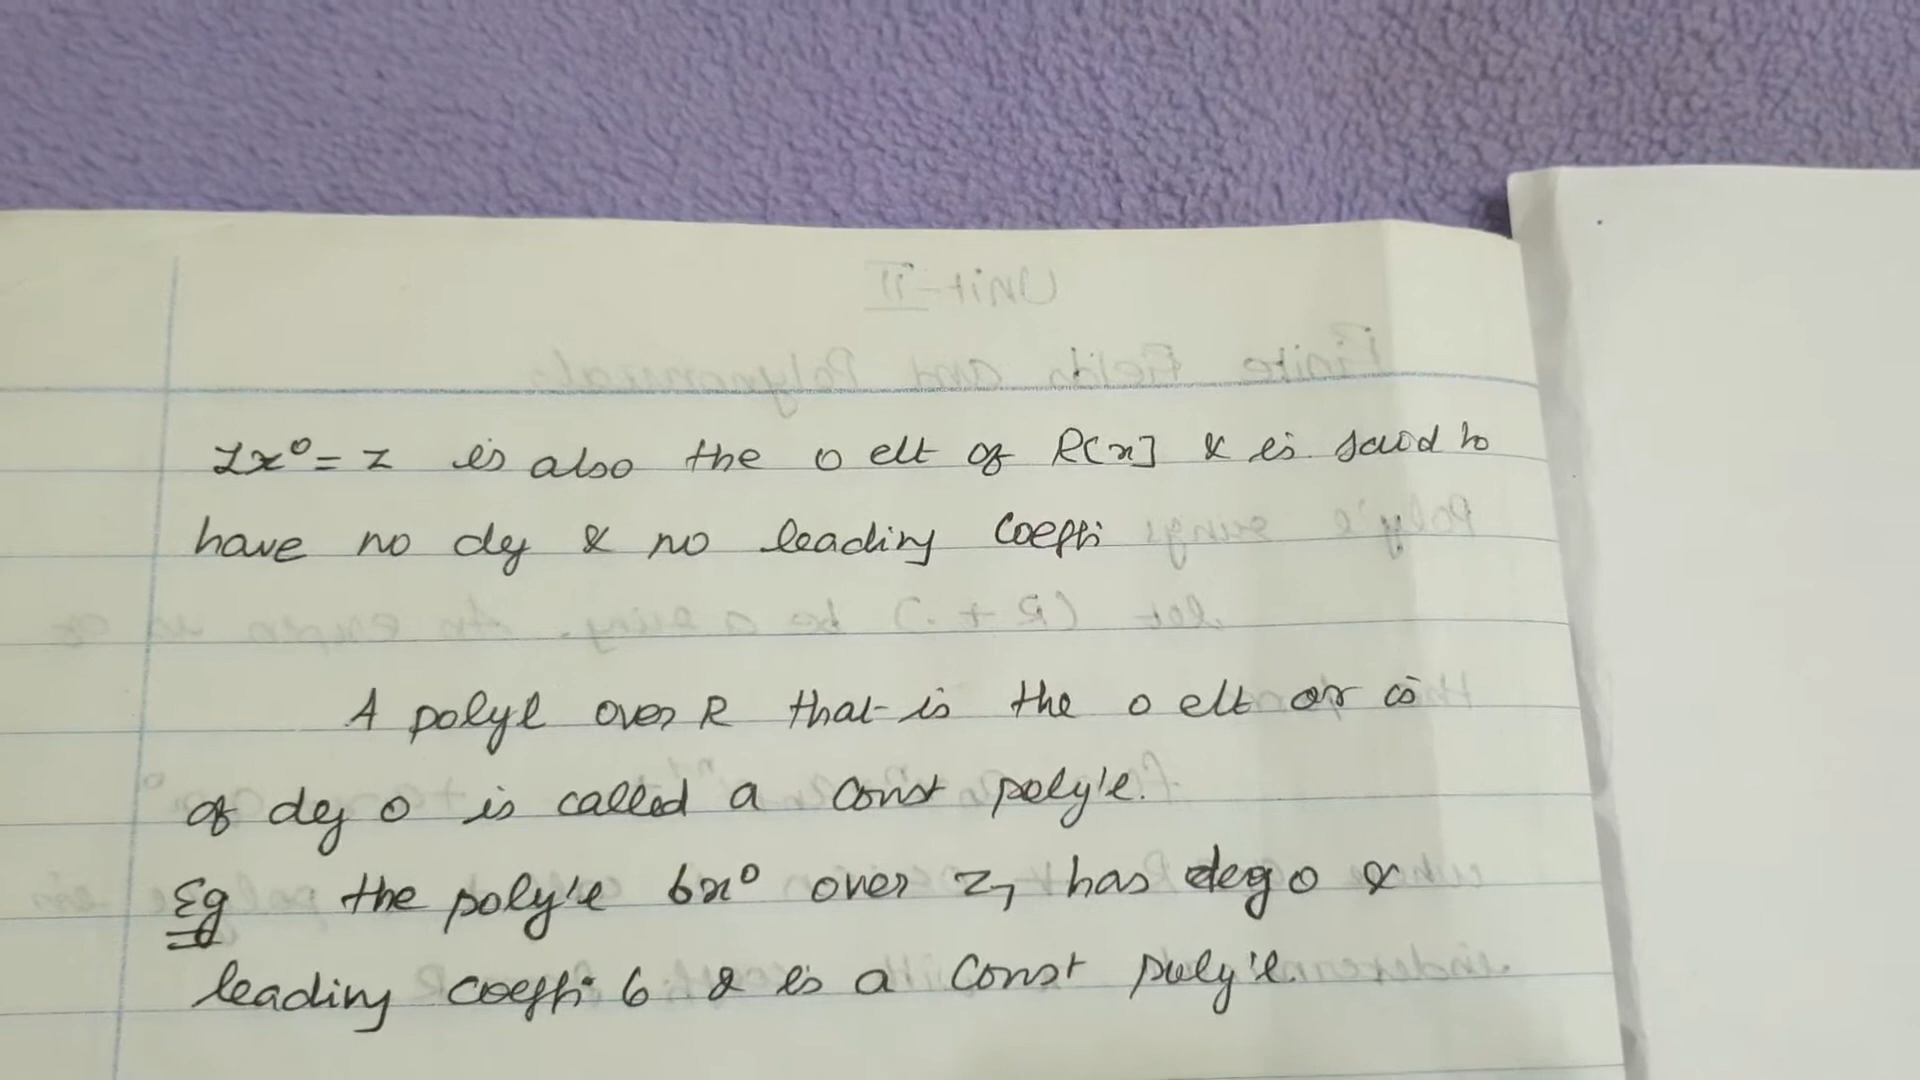 zx⁰ = z is also the 0 elt of R[x] & is said to
have no deg & no leading coeffi
A polyl over R that is the 0 elt or is
of deg 0 is called a const poly'l.
Eg the poly'l 6x⁰ over Z₇ has deg 0 &
leading coeffi 6 & is a const poly'l.